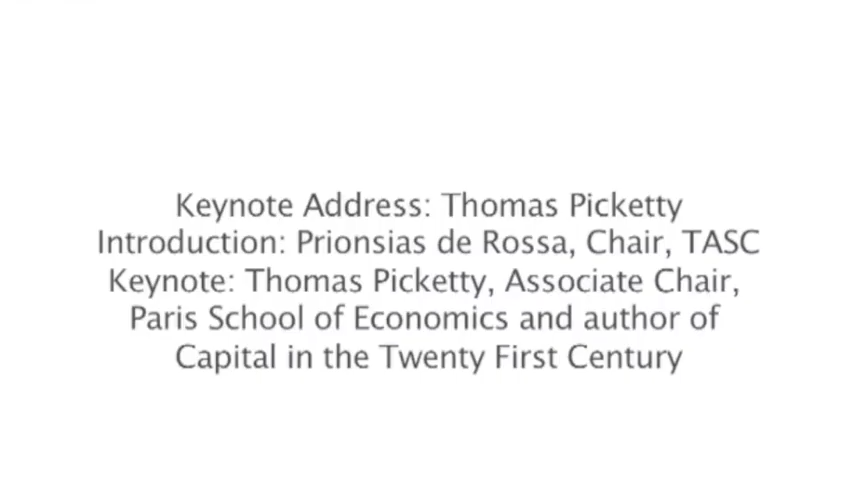 Keynote Address: Thomas Picketty
Introduction: Prionsias de Rossa, Chair, TASC
Keynote: Thomas Picketty, Associate Chair,
Paris School of Economics and author of
Capital in the Twenty First Century